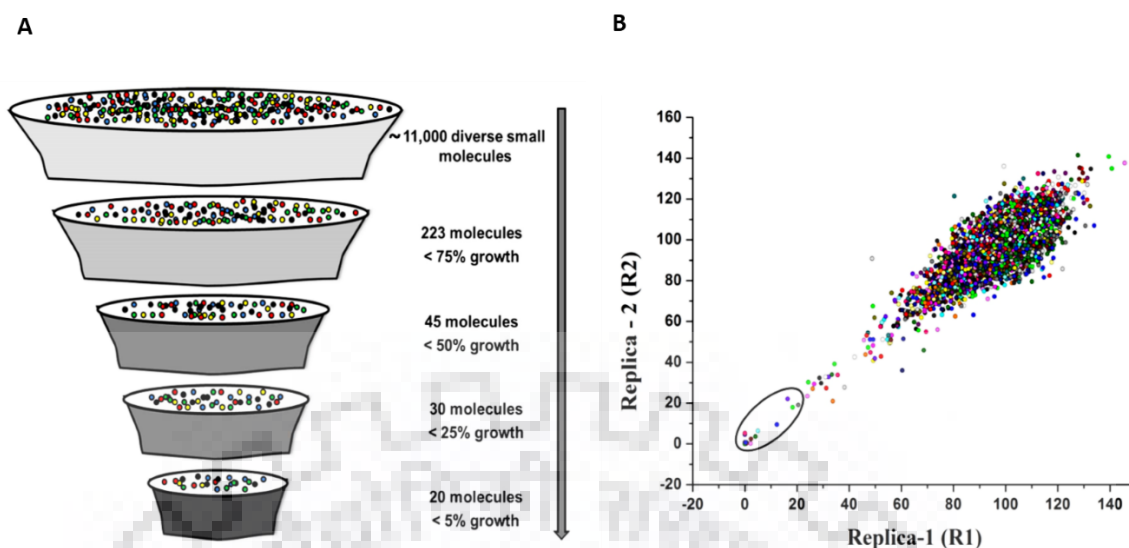 A
~ 11,000 diverse small
molecules
223 molecules
< 75% growth
45 molecules
< 50% growth
30 molecules
< 25% growth
20 molecules
< 5% growth
B
160
140
120
100
80
60
40
20
0
-20
Replica - 2 (R2)
-20 0 20 40 60 80 100 120 140
Replica-1 (R1)